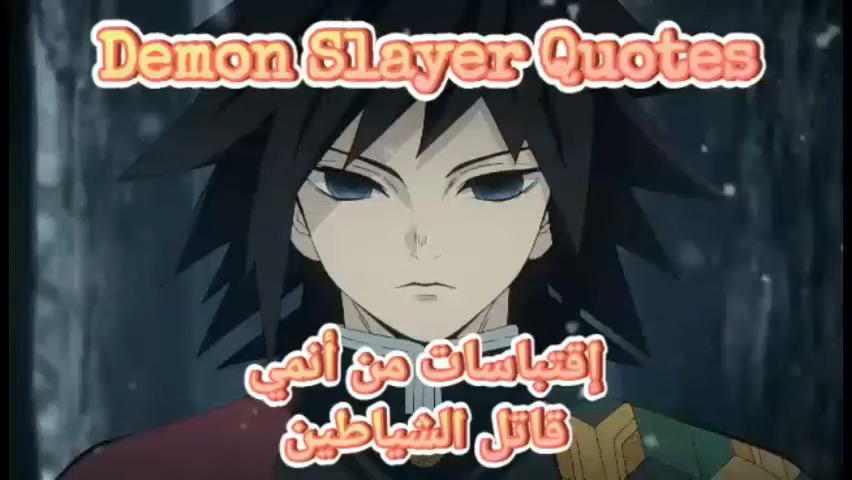 Demon Slayer Quotes
إقتباسات من أنمي
قاتل الشياطين